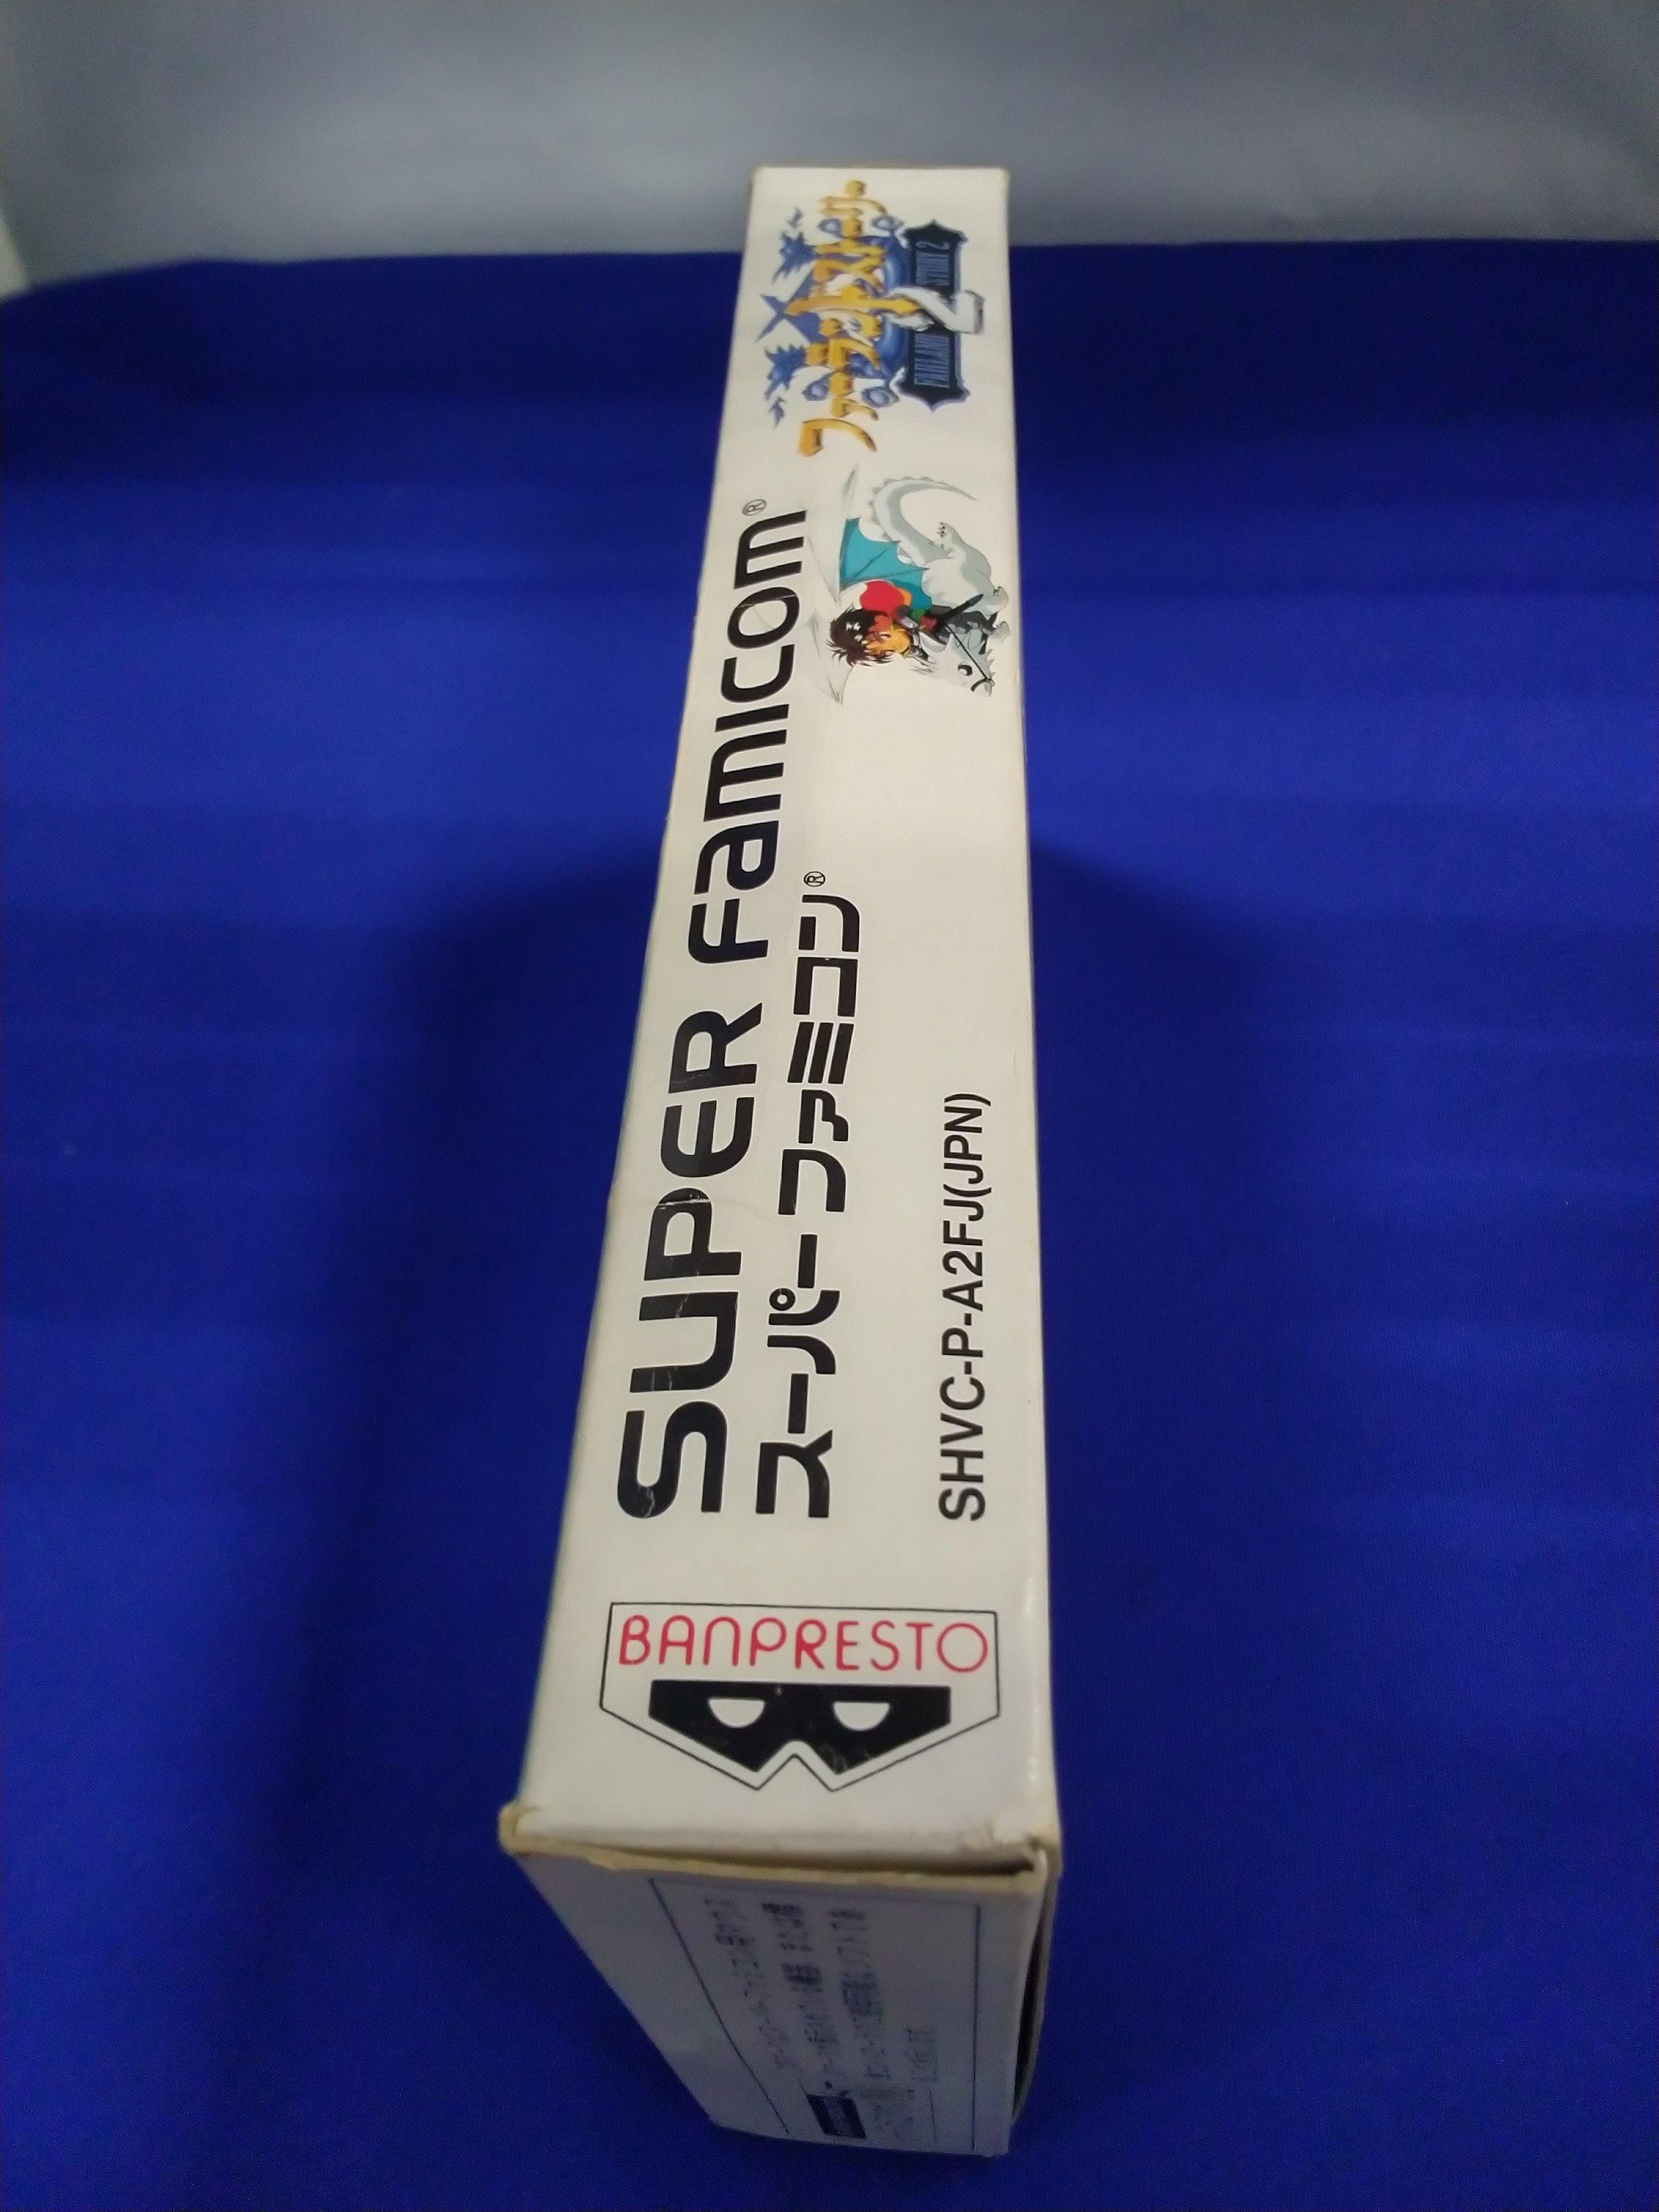 ファーランドストーリー
2
FARLAND STORY 2
SUPER FAMICOM®
スーパーファミコン®
SHVC-P-A2FJ(JPN)
BANPRESTO